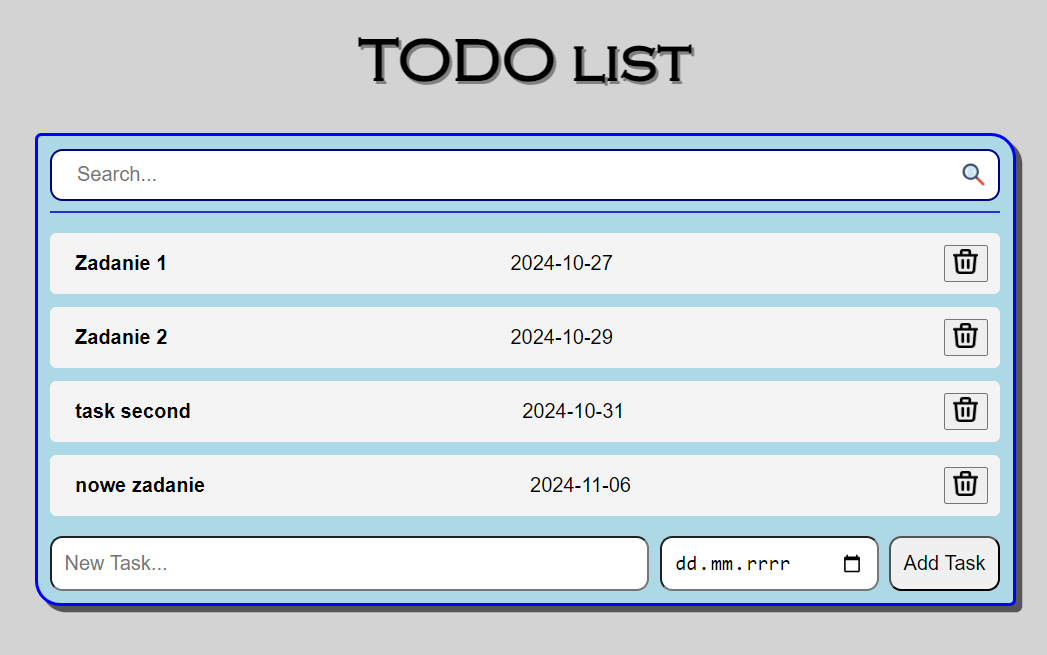 TODO LIST
Search...
Zadanie 1 2024-10-27
Zadanie 2 2024-10-29
task second 2024-10-31
nowe zadanie 2024-11-06
New Task... dd.mm.rrrr Add Task